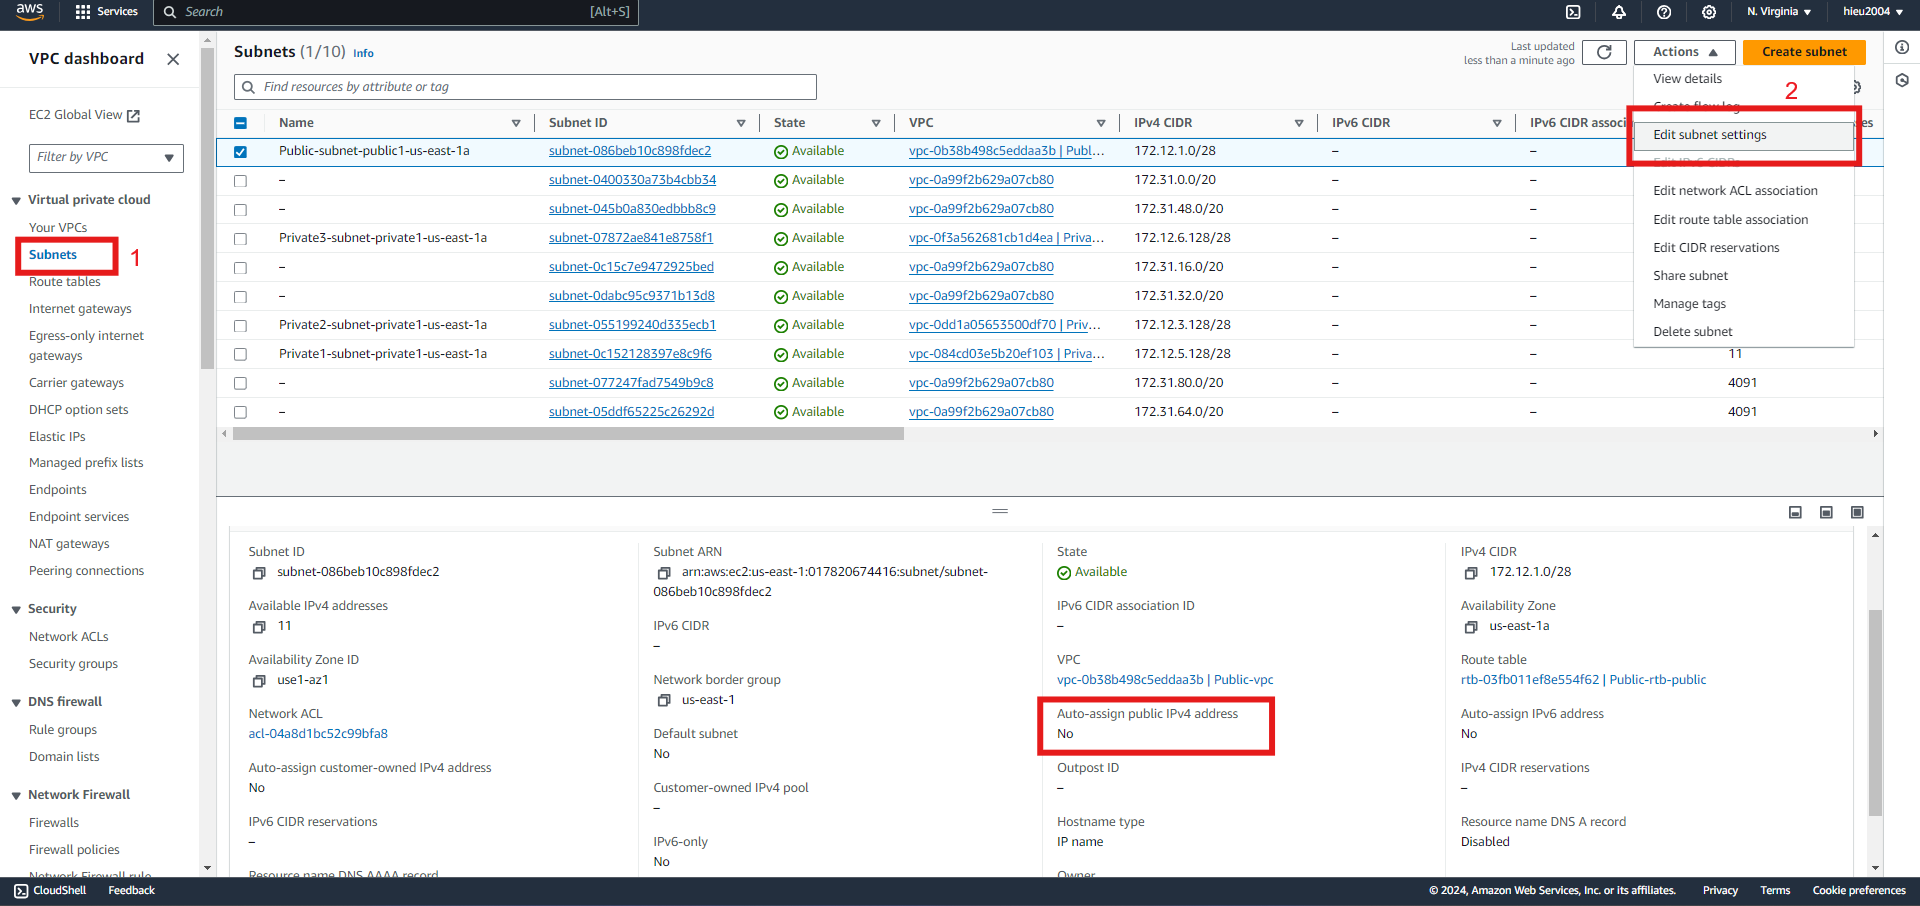 aws Services Search [Alt+S] N. Virginia hieu2004
VPC dashboard
EC2 Global View
Filter by VPC
Virtual private cloud
Your VPCs
Subnets 1
Route tables
Internet gateways
Egress-only internet
gateways
Carrier gateways
DHCP option sets
Elastic IPs
Managed prefix lists
Endpoints
Endpoint services
NAT gateways
Peering connections
Security
Network ACLs
Security groups
DNS firewall
Rule groups
Domain lists
Network Firewall
Firewalls
Firewall policies
Network Firewall rule
Subnets (1/10) Info
Last updated
less than a minute ago
Actions
Create subnet
Find resources by attribute or tag
View details
Create flow log
2
Edit subnet settings
Edit IPv6 CIDRs
Edit network ACL association
Edit route table association
Edit CIDR reservations
Share subnet
Manage tags
Delete subnet
Name Subnet ID State VPC IPv4 CIDR IPv6 CIDR IPv6 CIDR associ es
Public-subnet-public1-us-east-1a subnet-086beb10c898fdec2 Available vpc-0b38b498c5eddaa3b | Publ... 172.12.1.0/28 – –
– subnet-0400330a73b4cbb34 Available vpc-0a99f2b629a07cb80 172.31.0.0/20 – –
– subnet-045b0a830edbbb8c9 Available vpc-0a99f2b629a07cb80 172.31.48.0/20 – –
Private3-subnet-private1-us-east-1a subnet-07872ae841e8758f1 Available vpc-0f3a562681cb1d4ea | Priva... 172.12.6.128/28 – –
– subnet-0c15c7e9472925bed Available vpc-0a99f2b629a07cb80 172.31.16.0/20 – –
– subnet-0dabc95c9371b13d8 Available vpc-0a99f2b629a07cb80 172.31.32.0/20 – –
Private2-subnet-private1-us-east-1a subnet-055199240d335ecb1 Available vpc-0dd1a05653500df70 | Priv... 172.12.3.128/28 – –
Private1-subnet-private1-us-east-1a subnet-0c152128397e8c9f6 Available vpc-084cd03e5b20ef103 | Priva... 172.12.5.128/28 – – 11
– subnet-077247fad7549b9c8 Available vpc-0a99f2b629a07cb80 172.31.80.0/20 – – 4091
– subnet-05ddf65225c26292d Available vpc-0a99f2b629a07cb80 172.31.64.0/20 – – 4091
Subnet ID
subnet-086beb10c898fdec2
Available IPv4 addresses
11
Availability Zone ID
use1-az1
Network ACL
acl-04a8d1bc52c99bfa8
Auto-assign customer-owned IPv4 address
No
IPv6 CIDR reservations
–
Resource name DNS AAAA record
Subnet ARN
arn:aws:ec2:us-east-1:017820674416:subnet/subnet-
086beb10c898fdec2
IPv6 CIDR
–
Network border group
us-east-1
Default subnet
No
Customer-owned IPv4 pool
–
IPv6-only
No
State
Available
IPv6 CIDR association ID
–
VPC
vpc-0b38b498c5eddaa3b | Public-vpc
Auto-assign public IPv4 address
No
Outpost ID
–
Hostname type
IP name
Owner
IPv4 CIDR
172.12.1.0/28
Availability Zone
us-east-1a
Route table
rtb-03fb011ef8e554f62 | Public-rtb-public
Auto-assign IPv6 address
No
IPv4 CIDR reservations
–
Resource name DNS A record
Disabled
CloudShell Feedback © 2024, Amazon Web Services, Inc. or its affiliates. Privacy Terms Cookie preferences